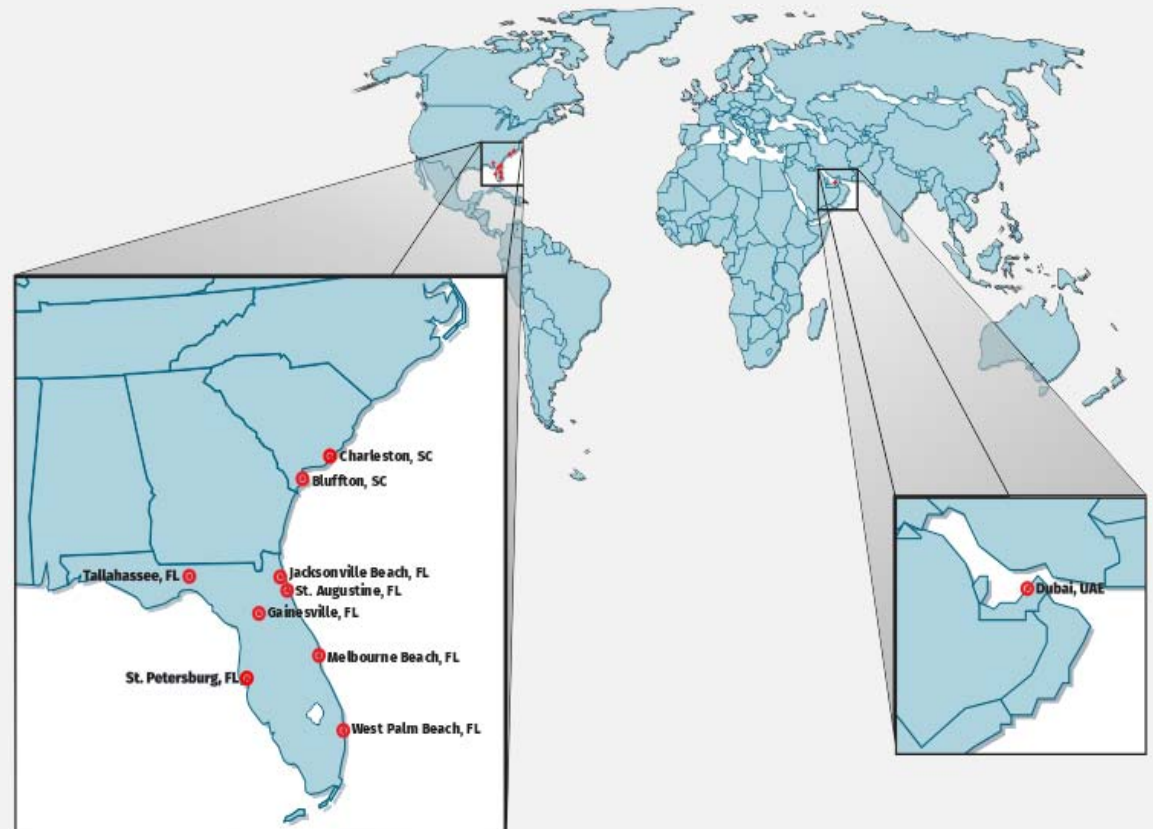 Charleston, SC
Bluffton, SC
Tallahassee, FL
Jacksonville Beach, FL
St. Augustine, FL
Gainesville, FL
Melbourne Beach, FL
St. Petersburg, FL
West Palm Beach, FL
Dubai, UAE